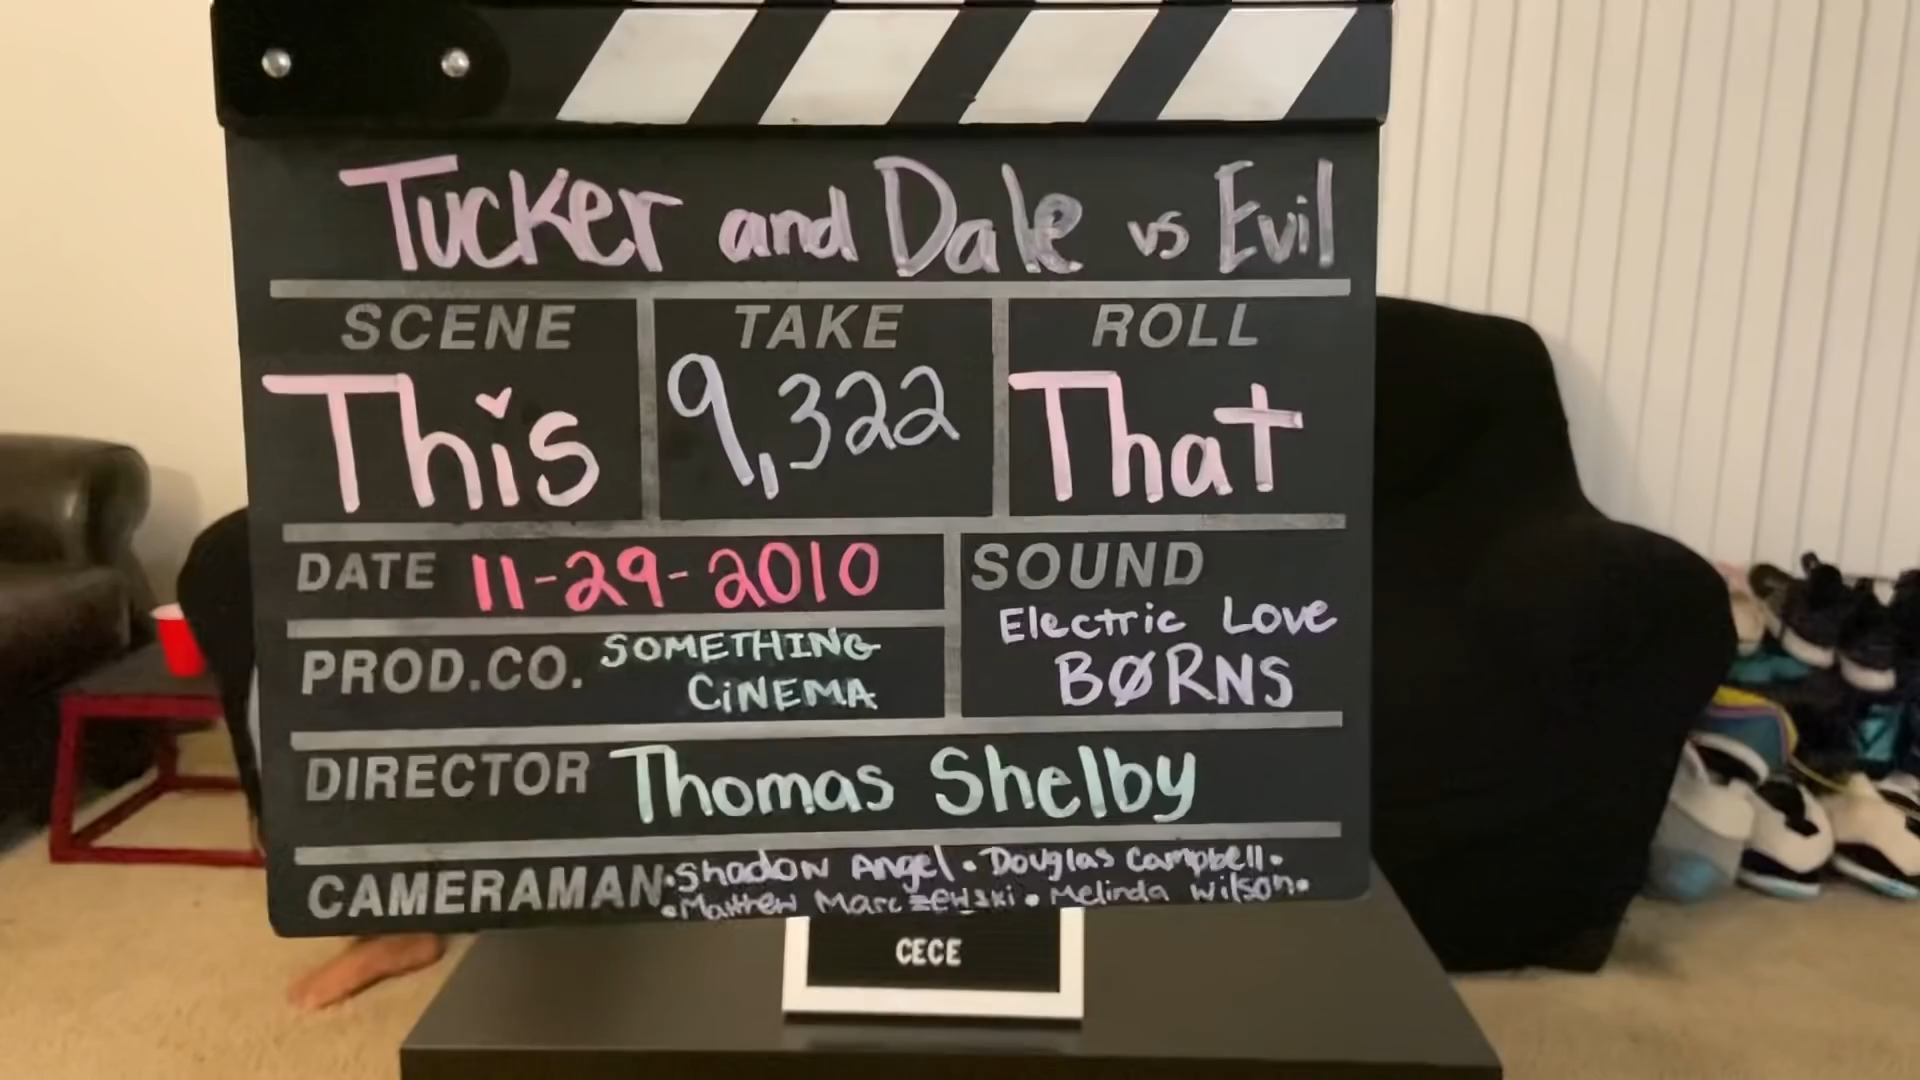 Tucker and Dale vs Evil
SCENE TAKE ROLL
This 9,322 That
DATE 11-29-2010
SOUND
Electric Love
BØRNS
PROD.CO. SOMETHING
CiNEMA
DIRECTOR Thomas Shelby
CAMERAMAN •Shadow Angel • Douglas Campbell •
•Matthew Marczewski • Melinda Wilson•
CECE